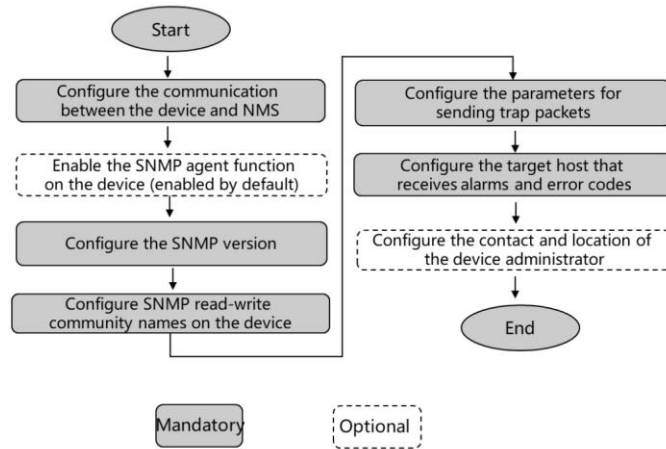 Start
Configure the communication
between the device and NMS
Enable the SNMP agent function
on the device (enabled by default)
Configure the SNMP version
Configure SNMP read-write
community names on the device
Configure the parameters for
sending trap packets
Configure the target host that
receives alarms and error codes
Configure the contact and location of
the device administrator
End
Mandatory
Optional